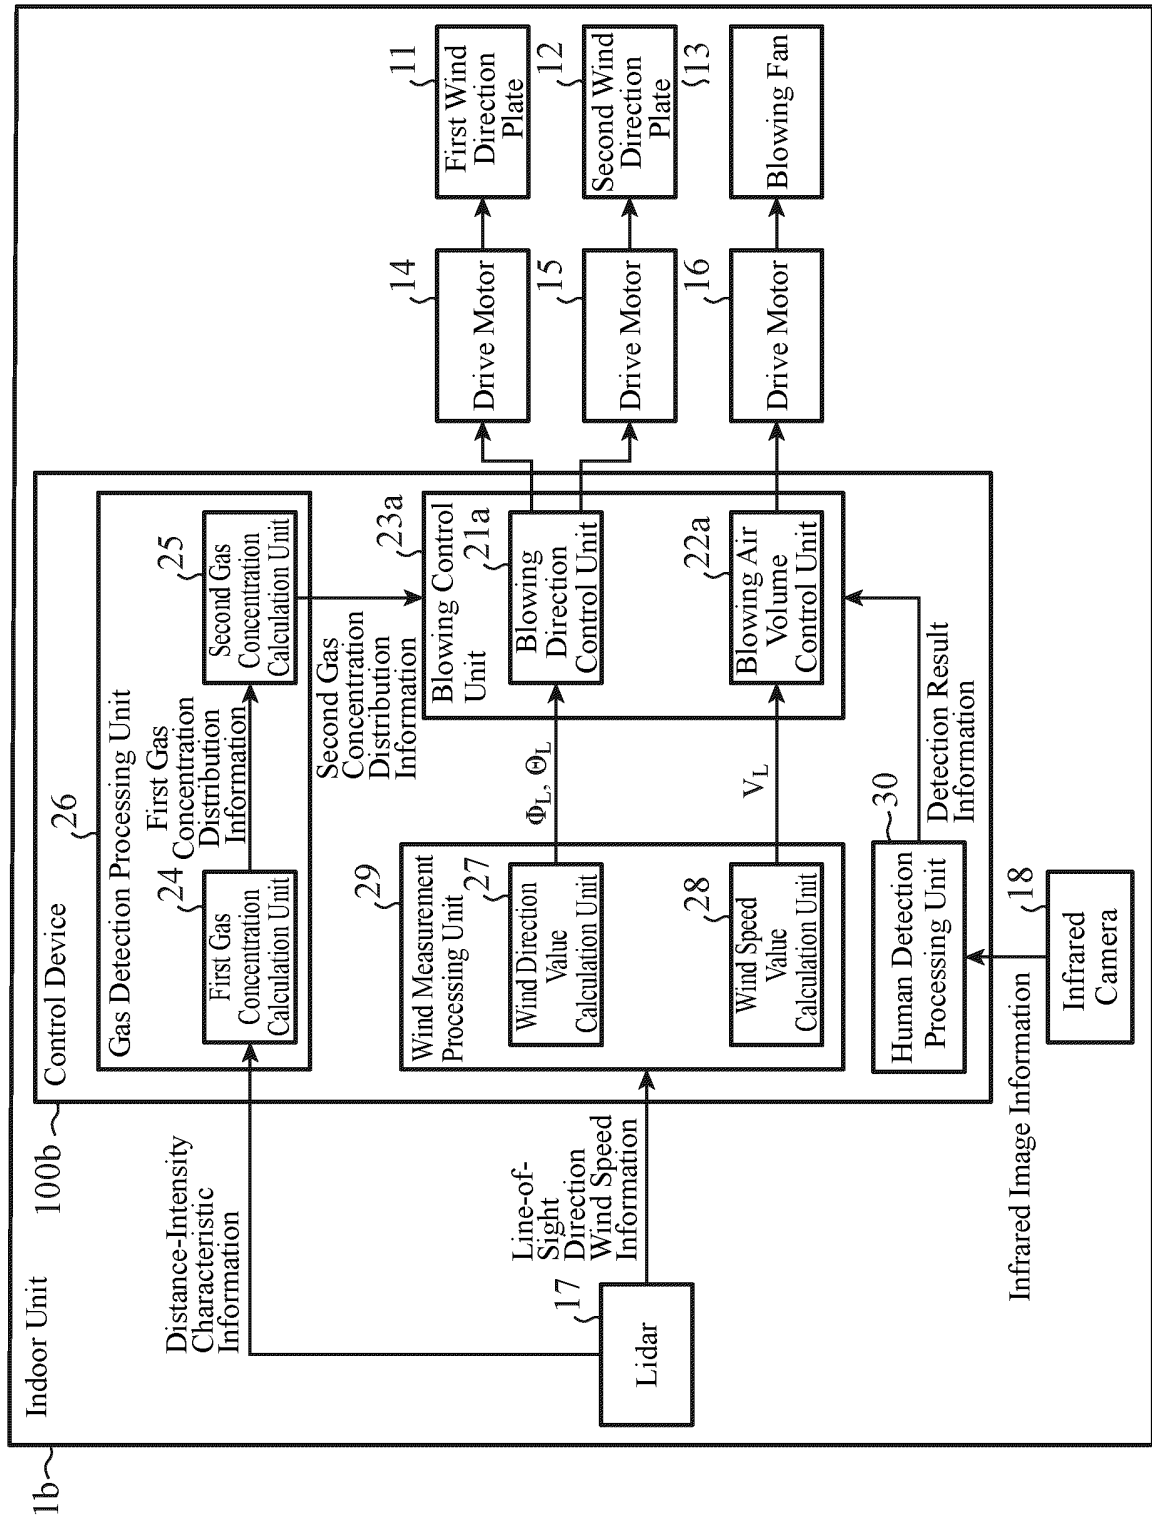 1b
Indoor Unit
100b
Control Device
26
Gas Detection Processing Unit
Distance-Intensity
Characteristic
Information
24
First Gas
Concentration
Calculation Unit
First Gas
Concentration
Distribution
Information
25
Second Gas
Concentration
Calculation Unit
Second Gas
Concentration
Distribution
Information
17
Lidar
Line-of-
Sight
Direction
Wind Speed
Information
29
Wind Measurement
Processing Unit
27
Wind Direction
Value
Calculation Unit
28
Wind Speed
Value
Calculation Unit
Φ_L, Θ_L
V_L
23a
Blowing Control
Unit
21a
Blowing
Direction
Control Unit
22a
Blowing Air
Volume
Control Unit
30
Human Detection
Processing Unit
Detection Result
Information
18
Infrared
Camera
Infrared Image Information
14
Drive Motor
15
Drive Motor
16
Drive Motor
11
First Wind
Direction
Plate
12
Second Wind
Direction
Plate
13
Blowing Fan